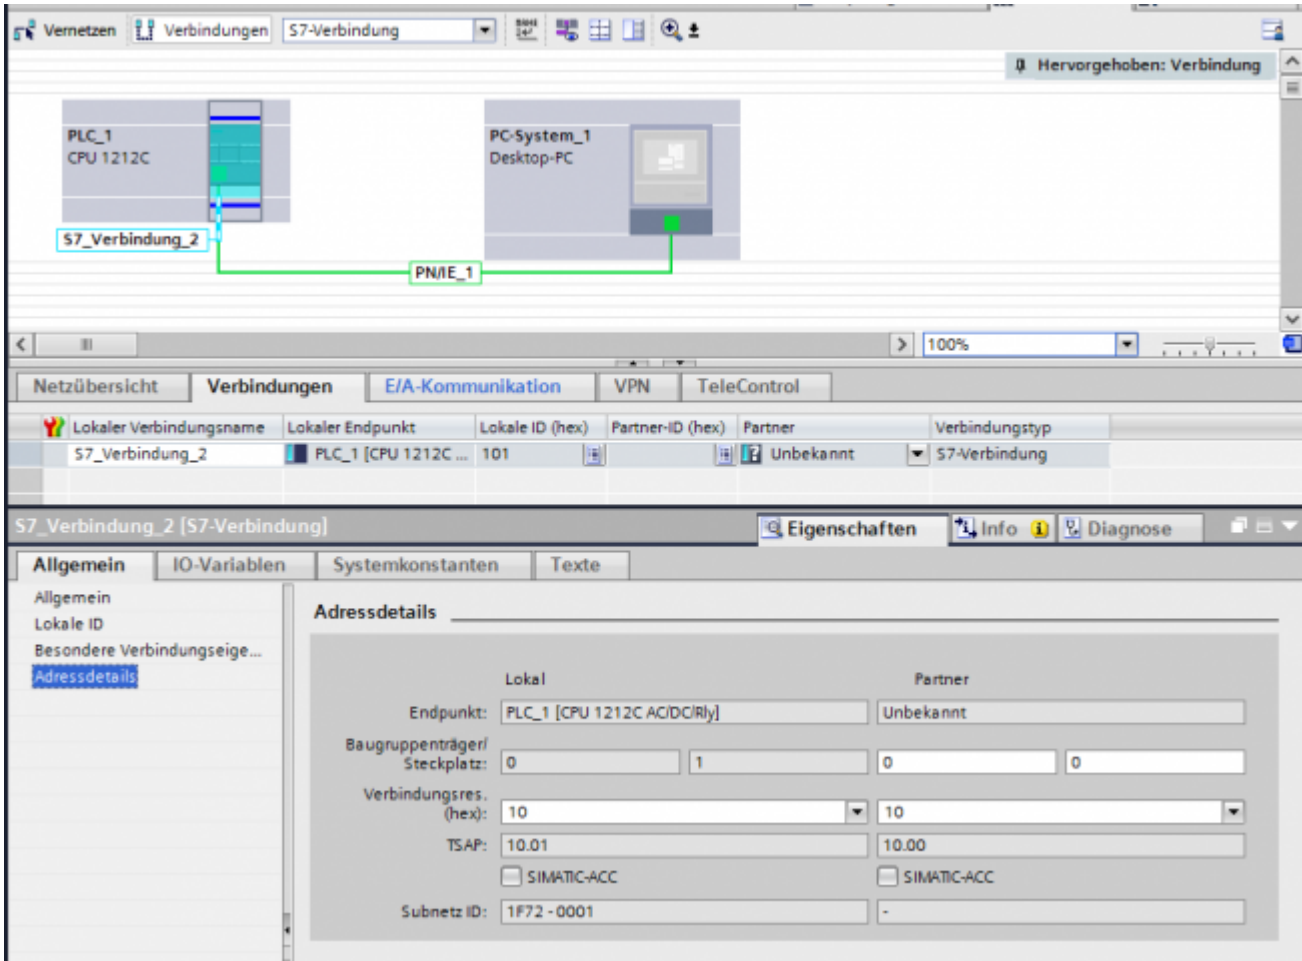 Vernetzen Verbindungen S7-Verbindung
Hervorgehoben: Verbindung
PLC_1
CPU 1212C
PC-System_1
Desktop-PC
S7_Verbindung_2
PN/IE_1
100%
Netzübersicht Verbindungen E/A-Kommunikation VPN TeleControl
Lokaler Verbindungsname Lokaler Endpunkt Lokale ID (hex) Partner-ID (hex) Partner Verbindungstyp
S7_Verbindung_2 PLC_1 [CPU 1212C ... 101 Unbekannt S7-Verbindung
S7_Verbindung_2 [S7-Verbindung] Eigenschaften Info Diagnose
Allgemein IO-Variablen Systemkonstanten Texte
Allgemein
Lokale ID
Besondere Verbindungseige...
Adressdetails
Adressdetails
Lokal Partner
Endpunkt: PLC_1 [CPU 1212C AC/DC/Rly] Unbekannt
Baugruppenträger/
Steckplatz: 0 1 0 0
Verbindungsres.
(hex): 10 10
TSAP: 10.01 10.00
SIMATIC-ACC SIMATIC-ACC
Subnetz ID: 1F72 - 0001 -